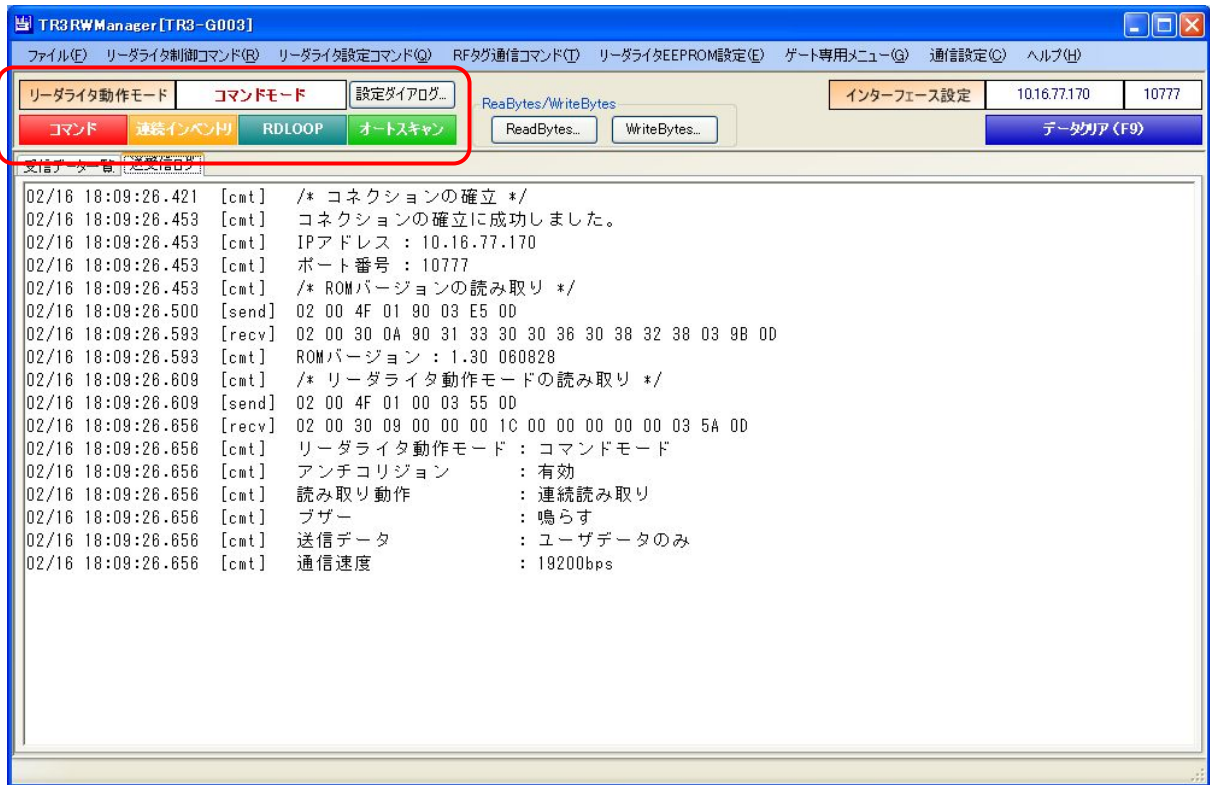 TR3RWManager[TR3-G003]
ファイル(F) リーダライタ制御コマンド(R) リーダライタ設定コマンド(Q) RFタグ通信コマンド(T) リーダライタEEPROM設定(E) ゲート専用メニュー(G) 通信設定(C) ヘルプ(H)
リーダライタ動作モード コマンドモード 設定ダイアログ... ReaBytes/WriteBytes インターフェース設定 10.16.77.170 10777
コマンド 連続インベントリ RDLOOP オートスキャン ReadBytes... WriteBytes... データクリア(F9)
受信データ一覧 送受信ログ
02/16 18:09:26.421 [cmt] /* コネクションの確立 */
02/16 18:09:26.453 [cmt] コネクションの確立に成功しました。
02/16 18:09:26.453 [cmt] IPアドレス : 10.16.77.170
02/16 18:09:26.453 [cmt] ポート番号 : 10777
02/16 18:09:26.453 [cmt] /* ROMバージョンの読み取り */
02/16 18:09:26.500 [send] 02 00 4F 01 90 03 E5 0D
02/16 18:09:26.593 [recv] 02 00 30 0A 90 31 33 30 30 36 30 38 32 38 03 9B 0D
02/16 18:09:26.593 [cmt] ROMバージョン : 1.30 060828
02/16 18:09:26.609 [cmt] /* リーダライタ動作モードの読み取り */
02/16 18:09:26.609 [send] 02 00 4F 01 00 03 55 0D
02/16 18:09:26.656 [recv] 02 00 30 09 00 00 00 1C 00 00 00 00 00 03 5A 0D
02/16 18:09:26.656 [cmt] リーダライタ動作モード : コマンドモード
02/16 18:09:26.656 [cmt] アンチコリジョン : 有効
02/16 18:09:26.656 [cmt] 読み取り動作 : 連続読み取り
02/16 18:09:26.656 [cmt] ブザー : 鳴らす
02/16 18:09:26.656 [cmt] 送信データ : ユーザデータのみ
02/16 18:09:26.656 [cmt] 通信速度 : 19200bps